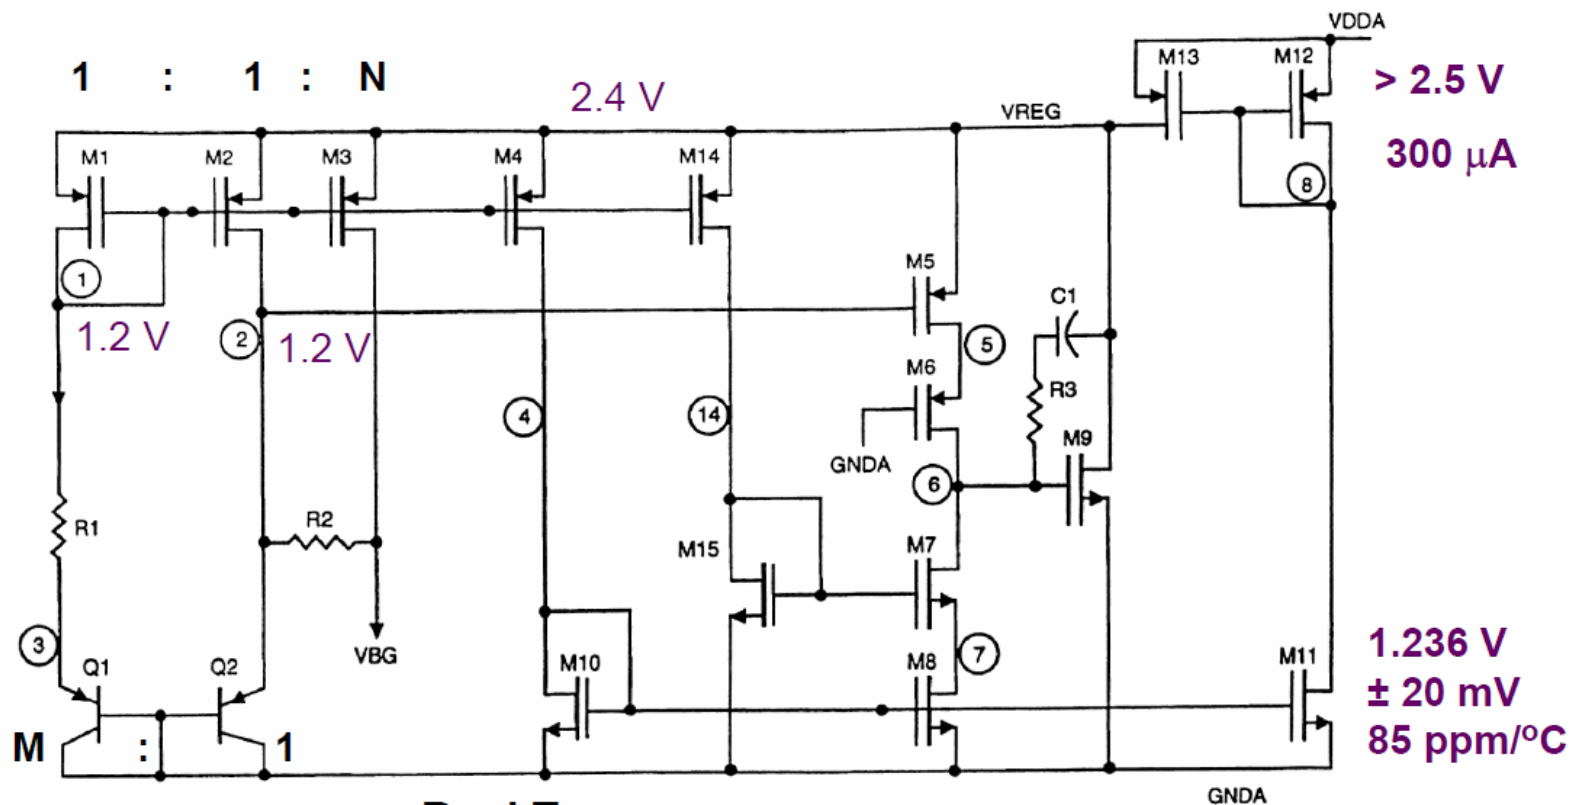 VDDA
1 : 1 : N
2.4 V
VREG
M13
M12
> 2.5 V
300 μA
M1
M2
M3
M4
M14
8
1
M5
C1
1.2 V
2
1.2 V
5
M6
R3
4
14
M9
GNDA
6
R1
R2
M15
M7
3
VBG
Q1
Q2
M10
M8
7
M11
1.236 V
± 20 mV
85 ppm/°C
M : 1
GNDA